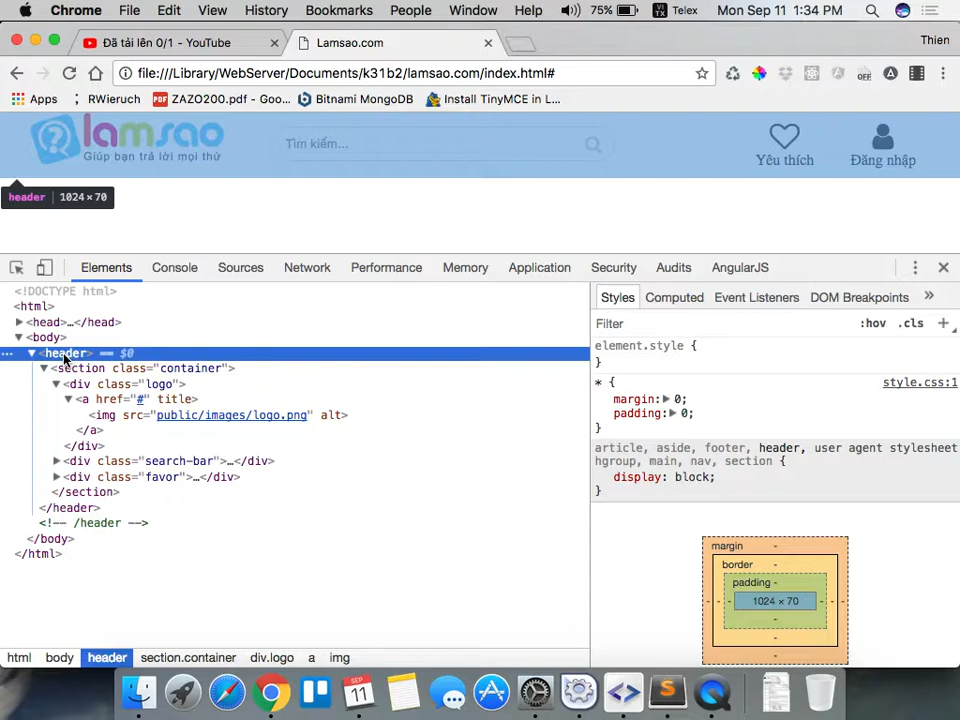 Chrome File Edit View History Bookmarks People Window Help 75% VI TX Telex Mon Sep 11 1:34 PM
Đã tải lên 0/1 - YouTube Lamsao.com Thien
file:///Library/WebServer/Documents/k31b2/lamsao.com/index.html#
Apps RWieruch PDF ZAZO200.pdf - Goo... Bitnami MongoDB Install TinyMCE in L...
lamsao
Giúp bạn trả lời mọi thứ
Tìm kiếm...
Yêu thích Đăng nhập
header 1024 × 70
Elements Console Sources Network Performance Memory Application Security Audits AngularJS
<!DOCTYPE html>
<html>
<head>…</head>
<body>
<header> == $0
<section class="container">
<div class="logo">
<a href="#" title>
<img src="public/images/logo.png" alt>
</a>
</div>
<div class="search-bar">…</div>
<div class="favor">…</div>
</section>
</header>
<!-- /header -->
</body>
</html>
html body header section.container div.logo a img
Styles Computed Event Listeners DOM Breakpoints »
Filter :hov .cls +
element.style {
}
* { style.css:1
margin: 0;
padding: 0;
}
article, aside, footer, header, user agent stylesheet
hgroup, main, nav, section {
display: block;
}
margin -
border -
padding -
- - - 1024 × 70 - - -
-
-
-
SEP
11